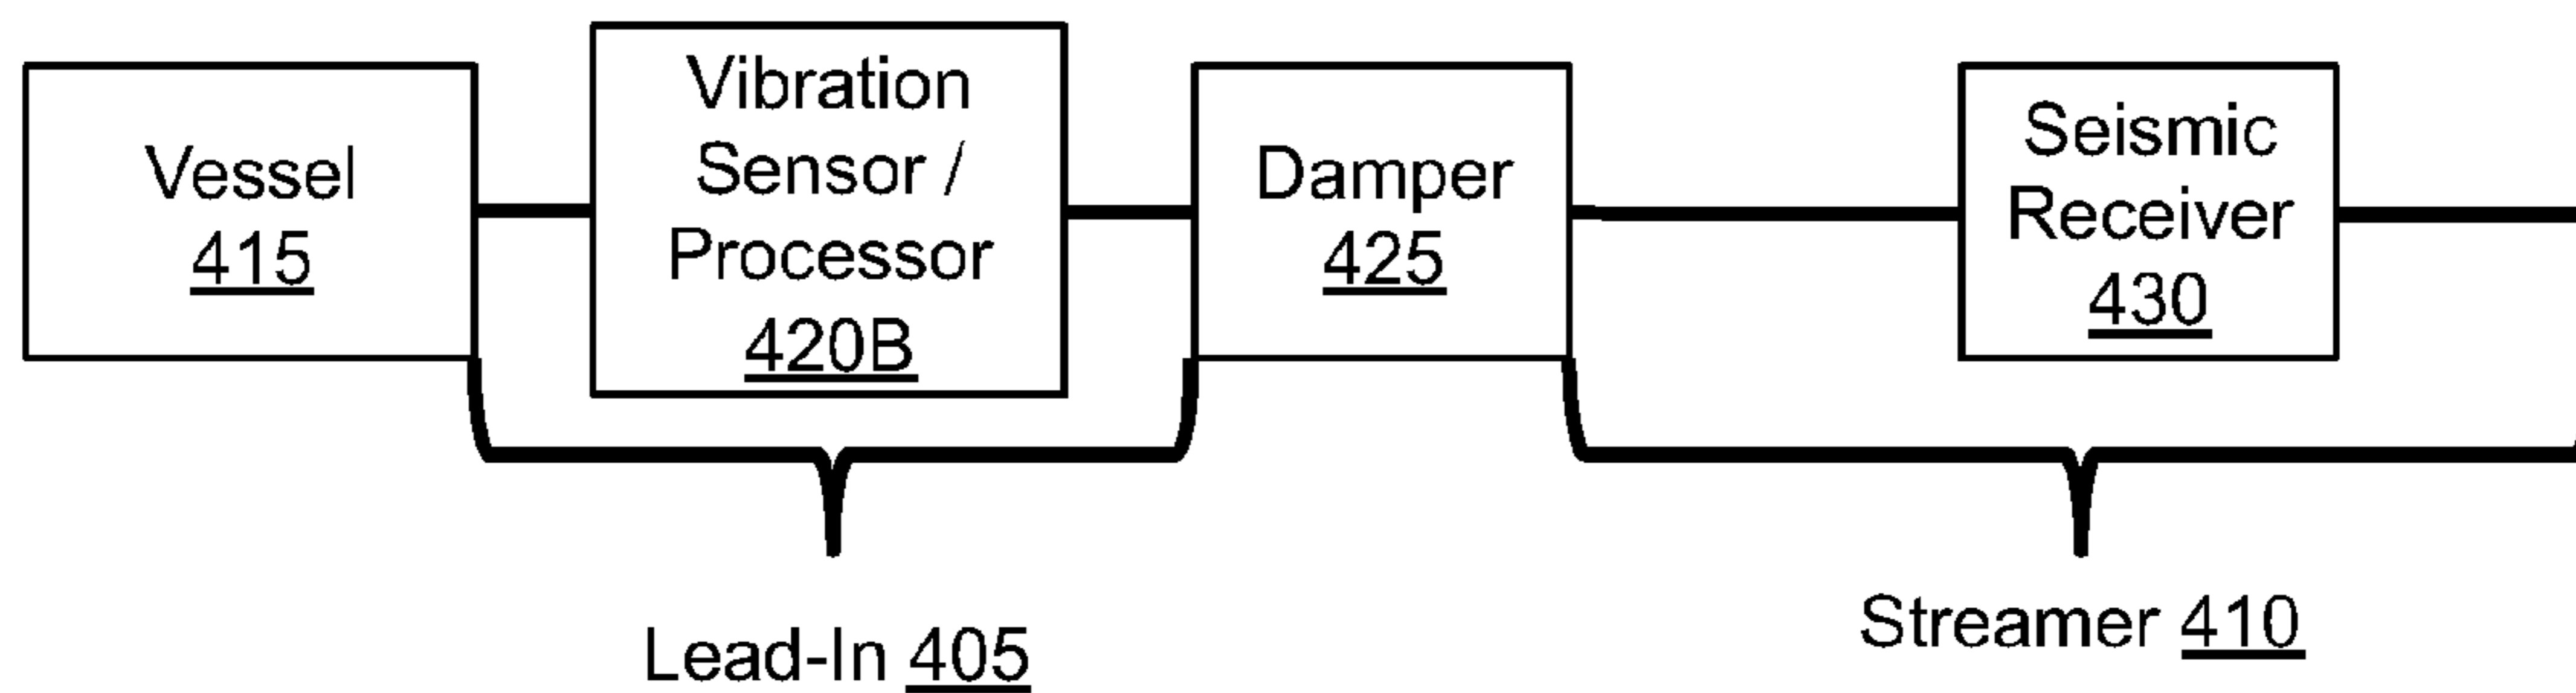 Vessel
415
Vibration
Sensor /
Processor
420B
Damper
425
Seismic
Receiver
430
Lead-In 405
Streamer 410